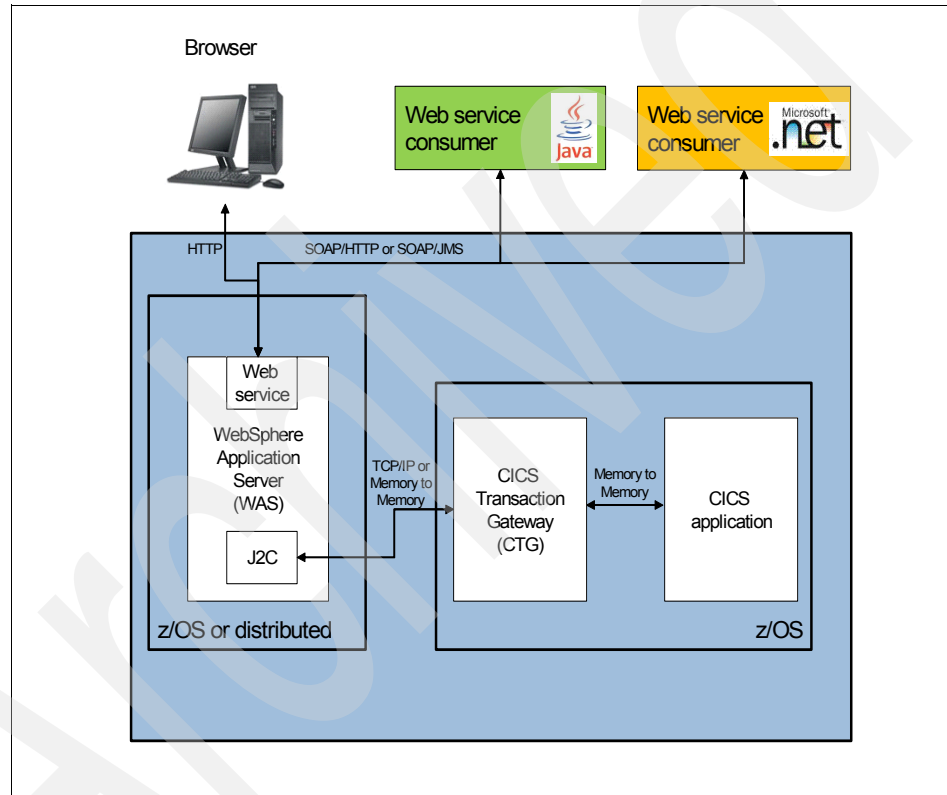 Browser
Web service
consumer
Java
Web service
consumer
Microsoft
.net
HTTP
SOAP/HTTP or SOAP/JMS
Web
service
WebSphere
Application
Server
(WAS)
J2C
z/OS or distributed
TCP/IP or
Memory to
Memory
CICS
Transaction
Gateway
(CTG)
Memory to
Memory
CICS
application
z/OS
Archived